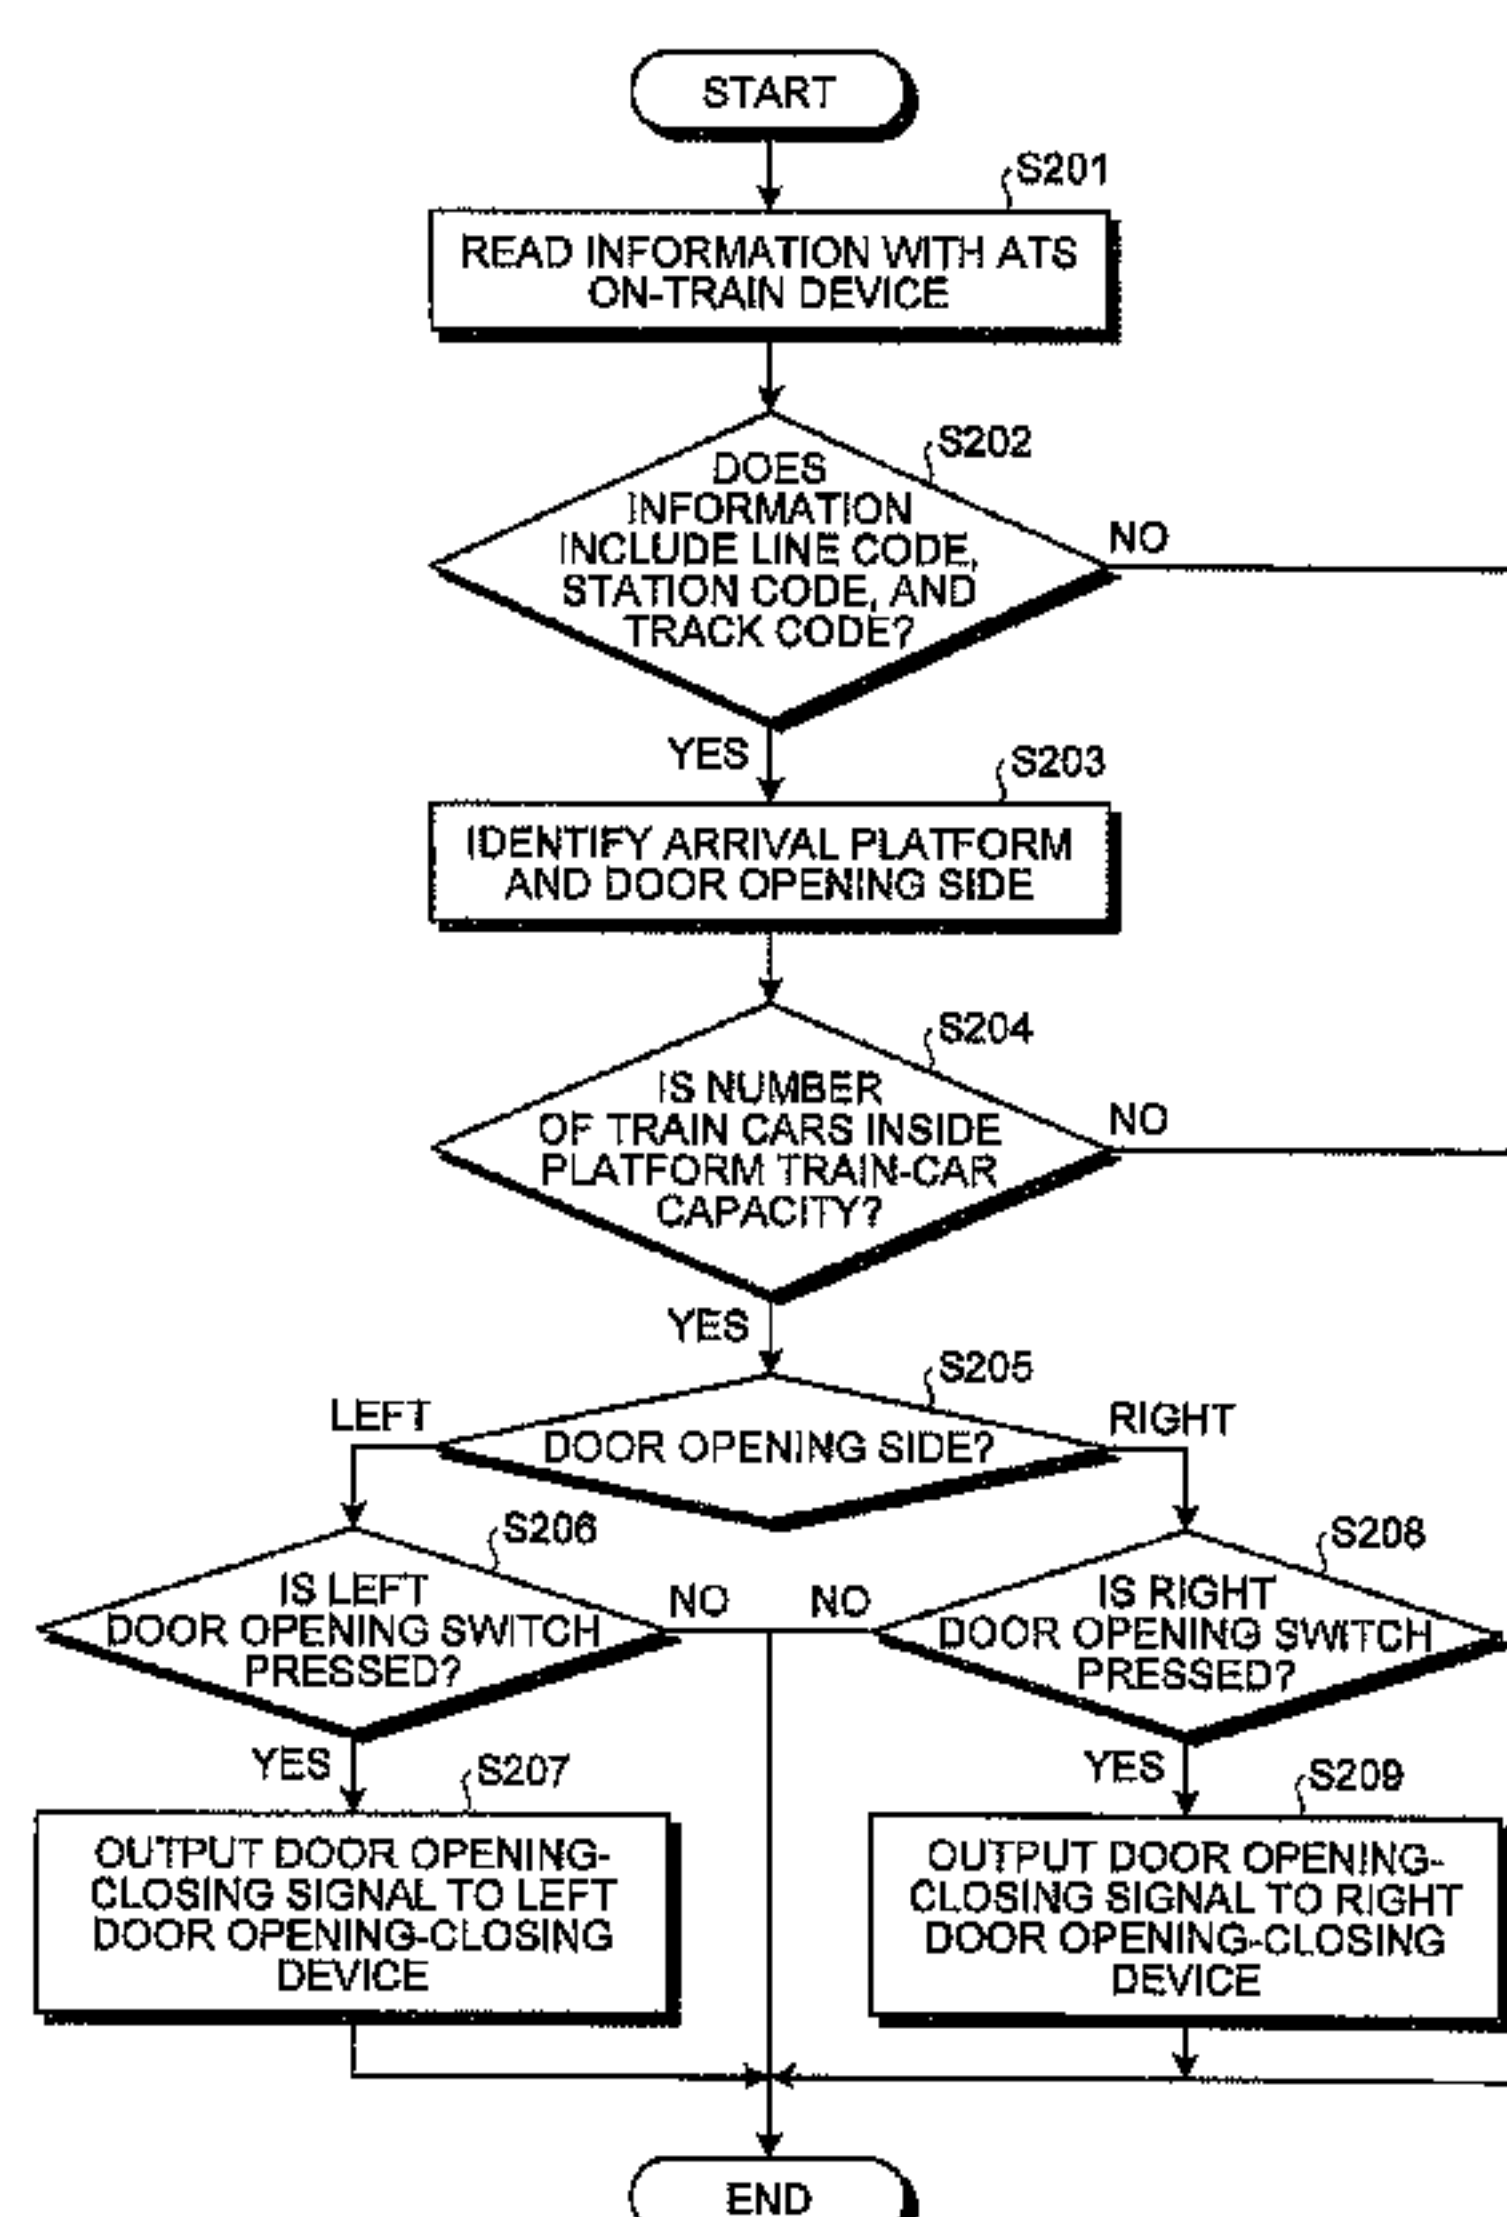 START
S201
READ INFORMATION WITH ATS
ON-TRAIN DEVICE
S202
DOES
INFORMATION
INCLUDE LINE CODE,
STATION CODE, AND
TRACK CODE?
NO
YES
S203
IDENTIFY ARRIVAL PLATFORM
AND DOOR OPENING SIDE
S204
IS NUMBER
OF TRAIN CARS INSIDE
PLATFORM TRAIN-CAR
CAPACITY?
NO
YES
S205
LEFT
DOOR OPENING SIDE?
RIGHT
S206
IS LEFT
DOOR OPENING SWITCH
PRESSED?
NO
YES
S208
IS RIGHT
DOOR OPENING SWITCH
PRESSED?
NO
YES
S207
OUTPUT DOOR OPENING-
CLOSING SIGNAL TO LEFT
DOOR OPENING-CLOSING
DEVICE
S209
OUTPUT DOOR OPENING-
CLOSING SIGNAL TO RIGHT
DOOR OPENING-CLOSING
DEVICE
END